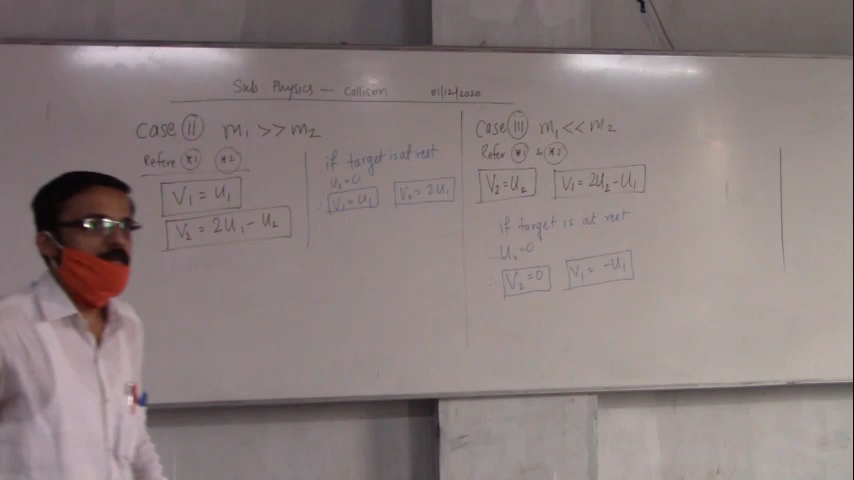 Sub: Physics — Collison 01/12/2020
Case (ii) m₁ >> m₂
Refere (*1) (*2)
V₁ = U₁
V₂ = 2U₁ - U₂
if target is at rest
U₂=0
∴ V₁ = U₁ V₂ = 2U₁
Case (iii) m₁ << m₂
Refer (*1) & (*2)
V₂ = U₂ V₁ = 2U₂ - U₁
if target is at rest
U₂=0
∴ V₂ = 0 V₁ = -U₁